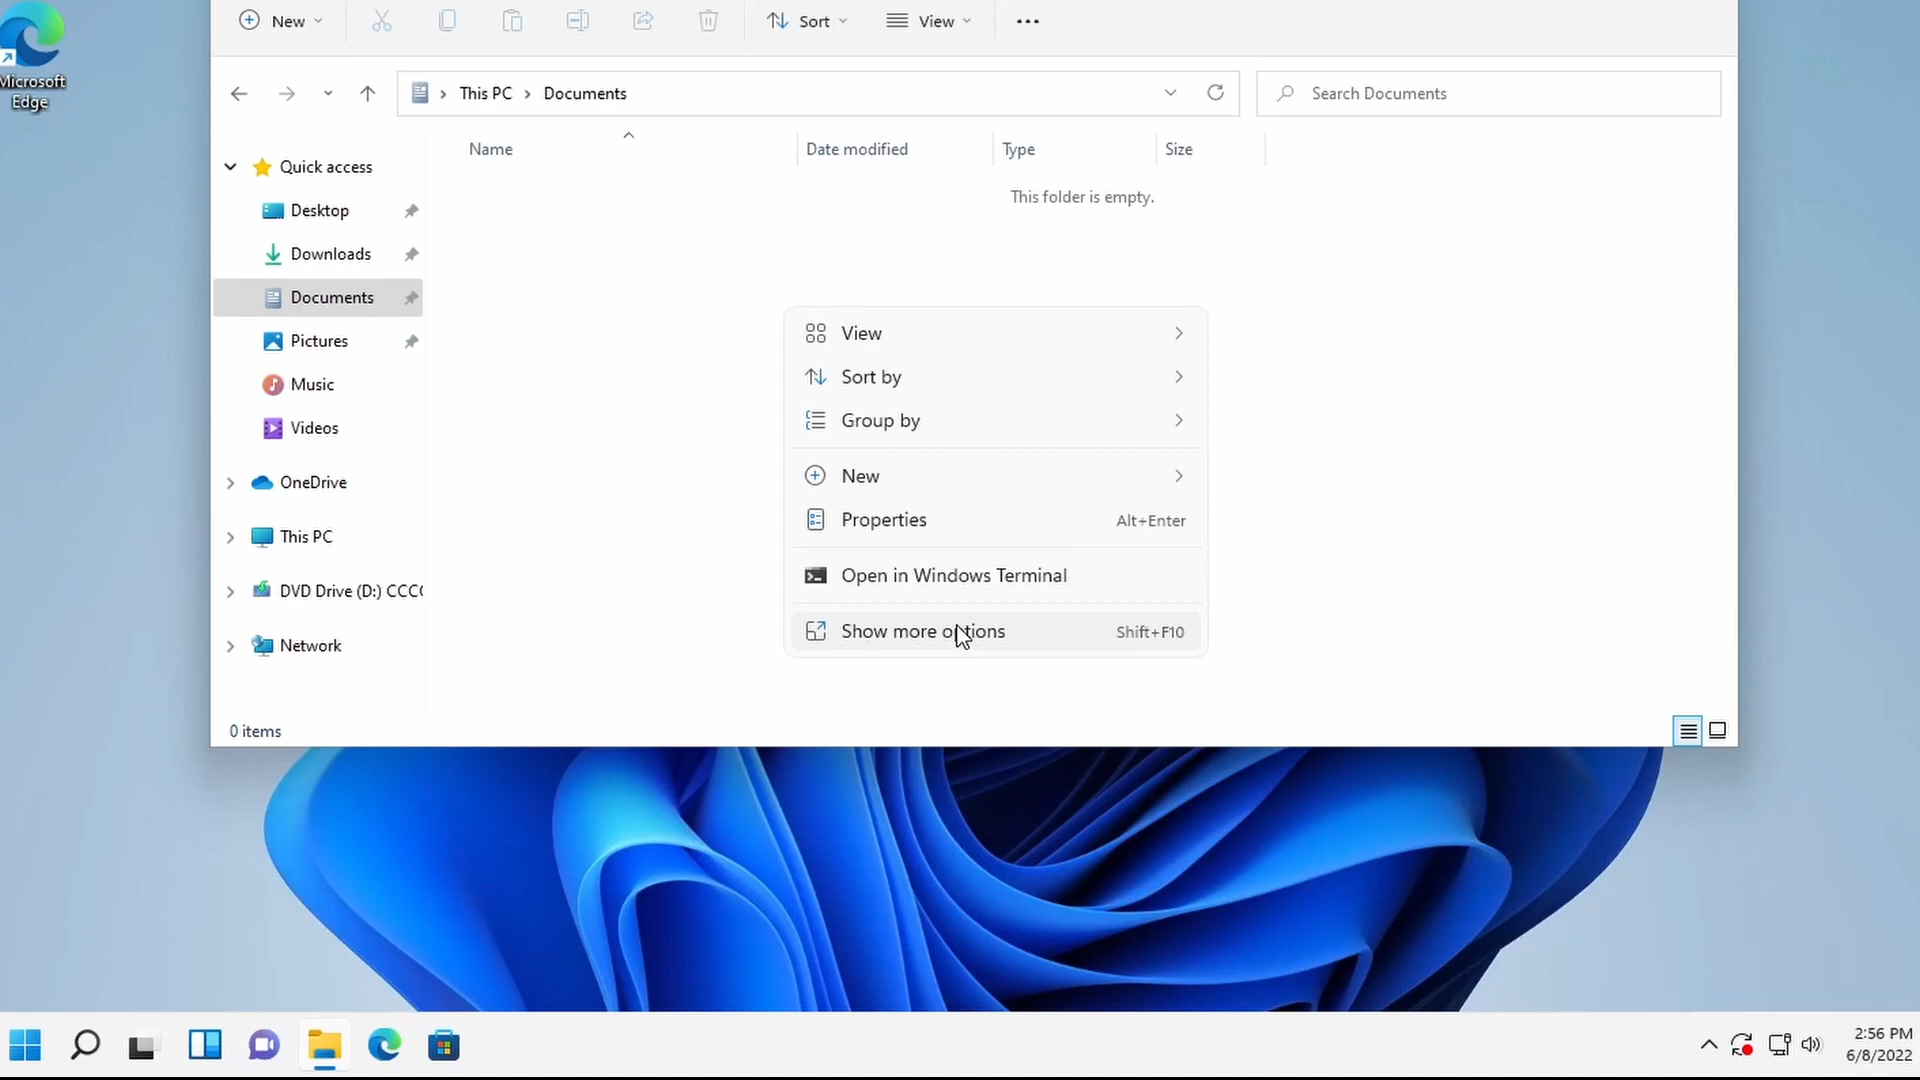 New
Sort
View
Microsoft
Edge
This PC
Documents
Search Documents
Name
Date modified
Type
Size
This folder is empty.
Quick access
Desktop
Downloads
Documents
Pictures
Music
Videos
OneDrive
This PC
DVD Drive (D:) CCC
Network
View
Sort by
Group by
New
Properties Alt+Enter
Open in Windows Terminal
Show more options Shift+F10
0 items
2:56 PM
6/8/2022